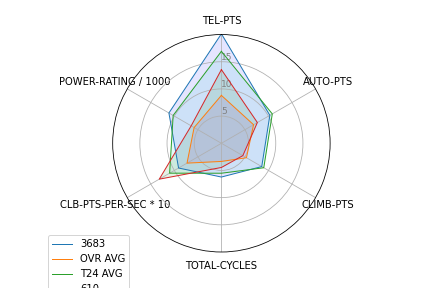 TEL-PTS
15
POWER-RATING / 1000
AUTO-PTS
10
5
CLB-PTS-PER-SEC * 10
CLIMB-PTS
TOTAL-CYCLES
3683
OVR AVG
T24 AVG
610